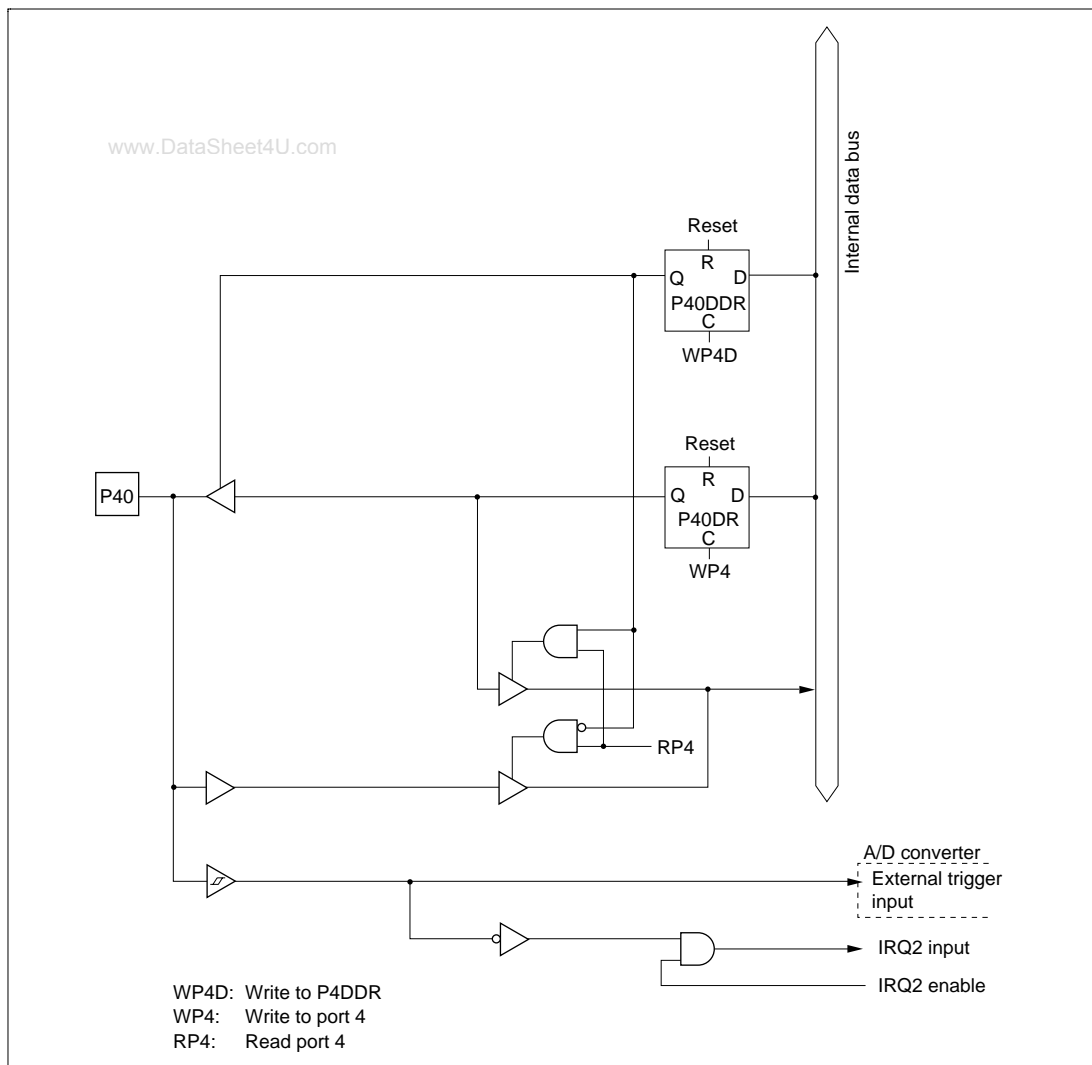 www.DataSheet4U.com
Internal data bus
Reset
R
Q D
P40DDR
C
WP4D
Reset
R
P40
Q D
P40DR
C
WP4
RP4
A/D converter
External trigger
input
IRQ2 input
IRQ2 enable
WP4D: Write to P4DDR
WP4: Write to port 4
RP4: Read port 4